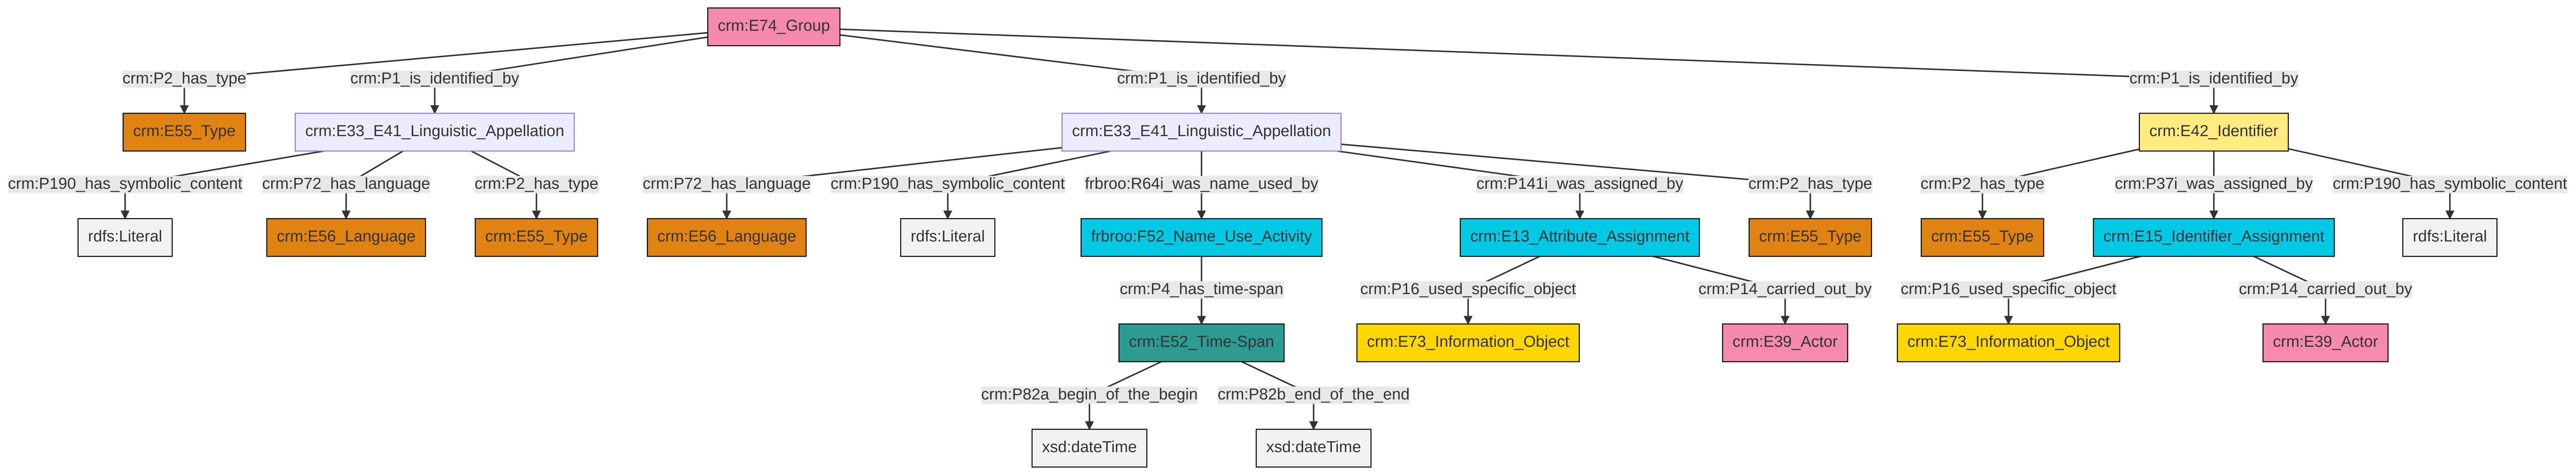 crm:E74_Group
crm:P2_has_type crm:P1_is_identified_by crm:P1_is_identified_by crm:P1_is_identified_by
crm:E55_Type crm:E33_E41_Linguistic_Appellation crm:E33_E41_Linguistic_Appellation crm:E42_Identifier
crm:P190_has_symbolic_content crm:P72_has_language crm:P2_has_type crm:P72_has_language crm:P190_has_symbolic_content frbroo:R64i_was_name_used_by crm:P141i_was_assigned_by crm:P2_has_type crm:P2_has_type crm:P37i_was_assigned_by crm:P190_has_symbolic_content
rdfs:Literal crm:E56_Language crm:E55_Type crm:E56_Language rdfs:Literal frbroo:F52_Name_Use_Activity crm:E13_Attribute_Assignment crm:E55_Type crm:E55_Type crm:E15_Identifier_Assignment rdfs:Literal
crm:P4_has_time-span crm:P16_used_specific_object crm:P14_carried_out_by crm:P16_used_specific_object crm:P14_carried_out_by
crm:E52_Time-Span crm:E73_Information_Object crm:E39_Actor crm:E73_Information_Object crm:E39_Actor
crm:P82a_begin_of_the_begin crm:P82b_end_of_the_end
xsd:dateTime xsd:dateTime